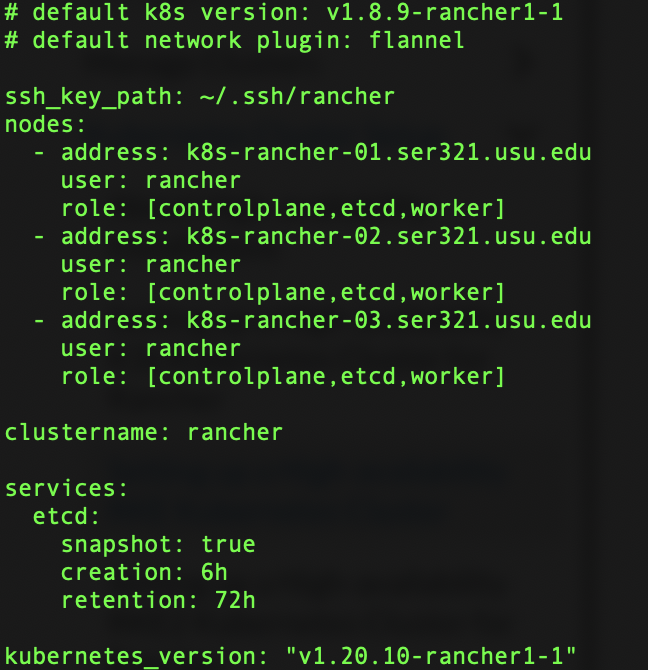 # default k8s version: v1.8.9-rancher1-1
# default network plugin: flannel
ssh_key_path: ~/.ssh/rancher
nodes:
  - address: k8s-rancher-01.ser321.usu.edu
    user: rancher
    role: [controlplane,etcd,worker]
  - address: k8s-rancher-02.ser321.usu.edu
    user: rancher
    role: [controlplane,etcd,worker]
  - address: k8s-rancher-03.ser321.usu.edu
    user: rancher
    role: [controlplane,etcd,worker]
clustername: rancher
services:
  etcd:
    snapshot: true
    creation: 6h
    retention: 72h
kubernetes_version: "v1.20.10-rancher1-1"